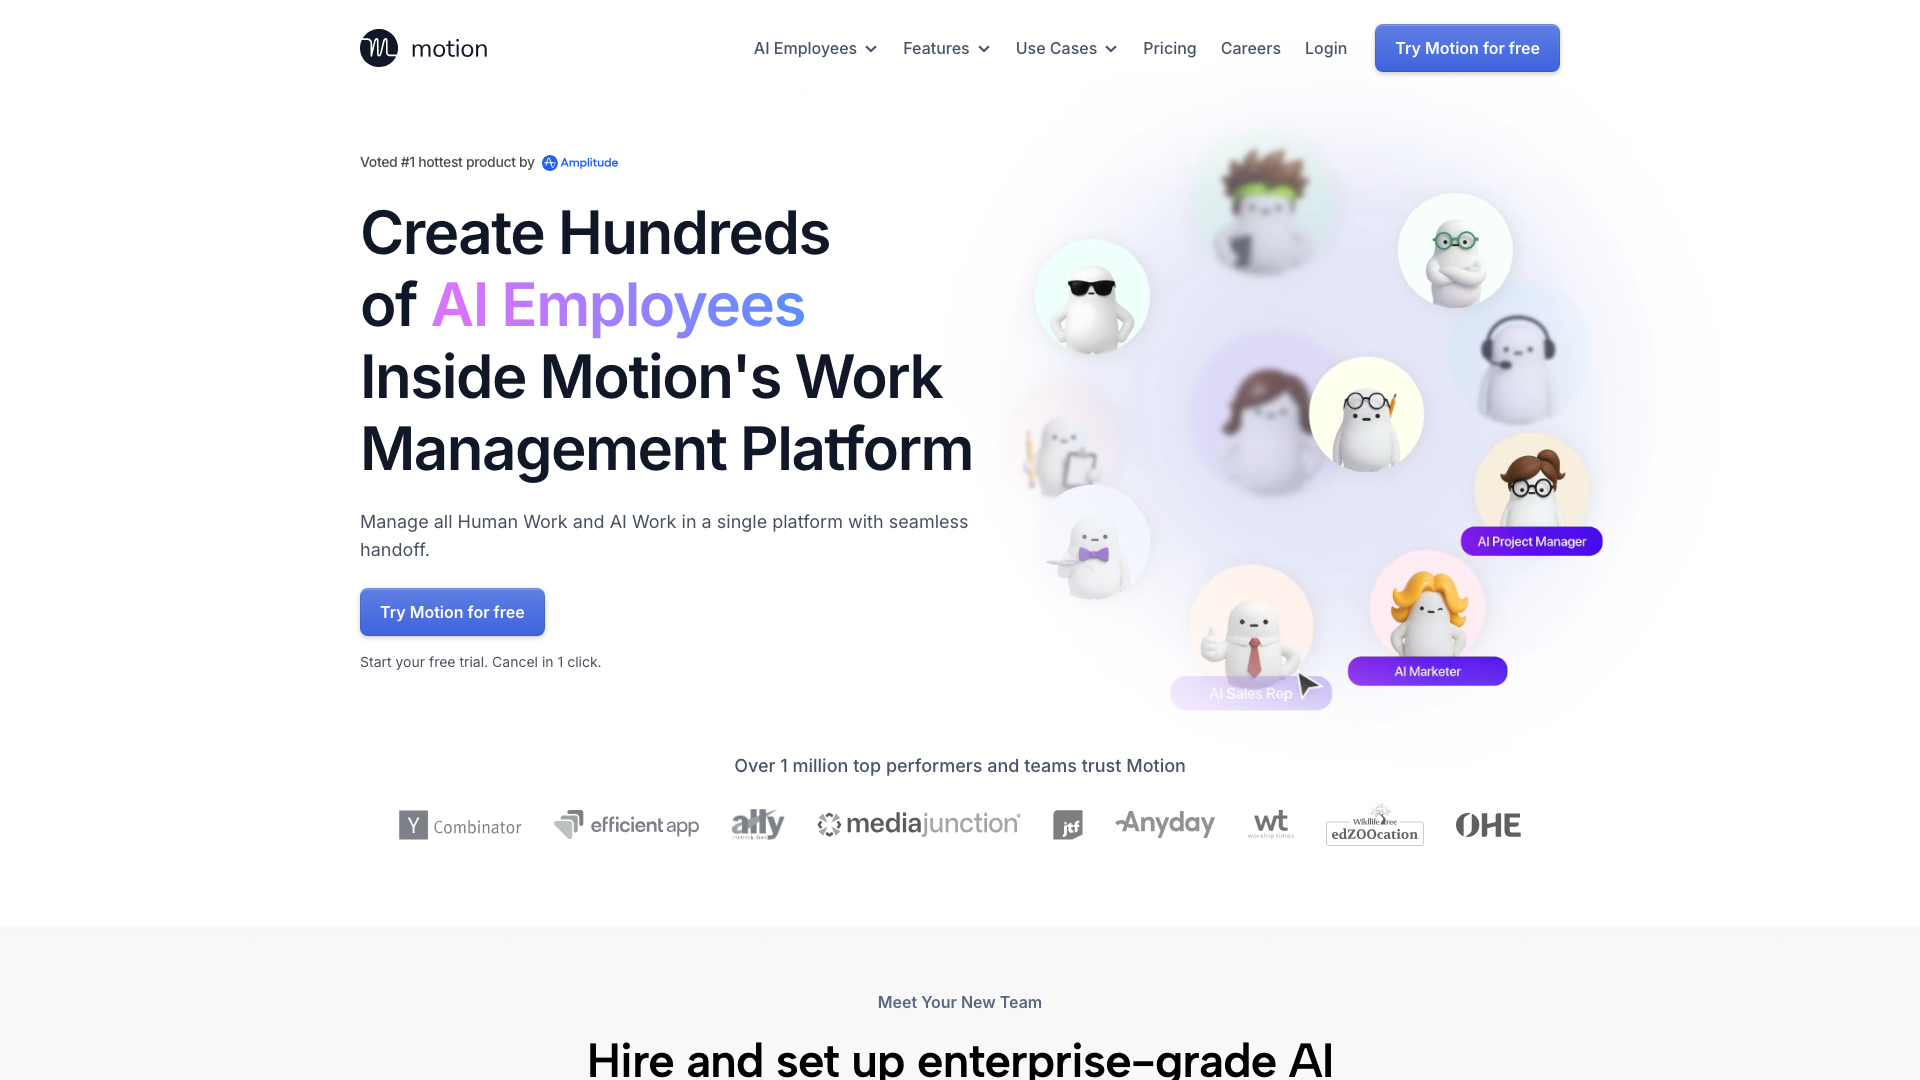 motion
AI Employees
Features
Use Cases
Pricing
Careers
Login
Try Motion for free
Voted #1 hottest product by Amplitude
Create Hundreds
of AI Employees
Inside Motion's Work
Management Platform
Manage all Human Work and AI Work in a single platform with seamless
handoff.
Try Motion for free
Start your free trial. Cancel in 1 click.
AI Project Manager
AI Marketer
AI Sales Rep
Over 1 million top performers and teams trust Motion
Y Combinator
efficient app
ally
mediajunction
jtf
Anyday
wt
worship times
Wildlife Tree
edZOOcation
OHE
Meet Your New Team
Hire and set up enterprise-grade AI